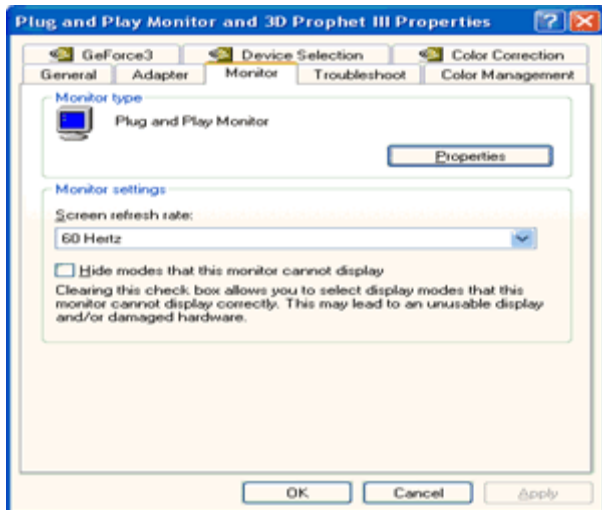 Plug and Play Monitor and 3D Prophet III Properties
GeForce3 Device Selection Color Correction
General Adapter Monitor Troubleshoot Color Management
Monitor type
Plug and Play Monitor
Properties
Monitor settings
Screen refresh rate:
60 Hertz
Hide modes that this monitor cannot display
Clearing this check box allows you to select display modes that this
monitor cannot display correctly. This may lead to an unusable display
and/or damaged hardware.
OK Cancel Apply